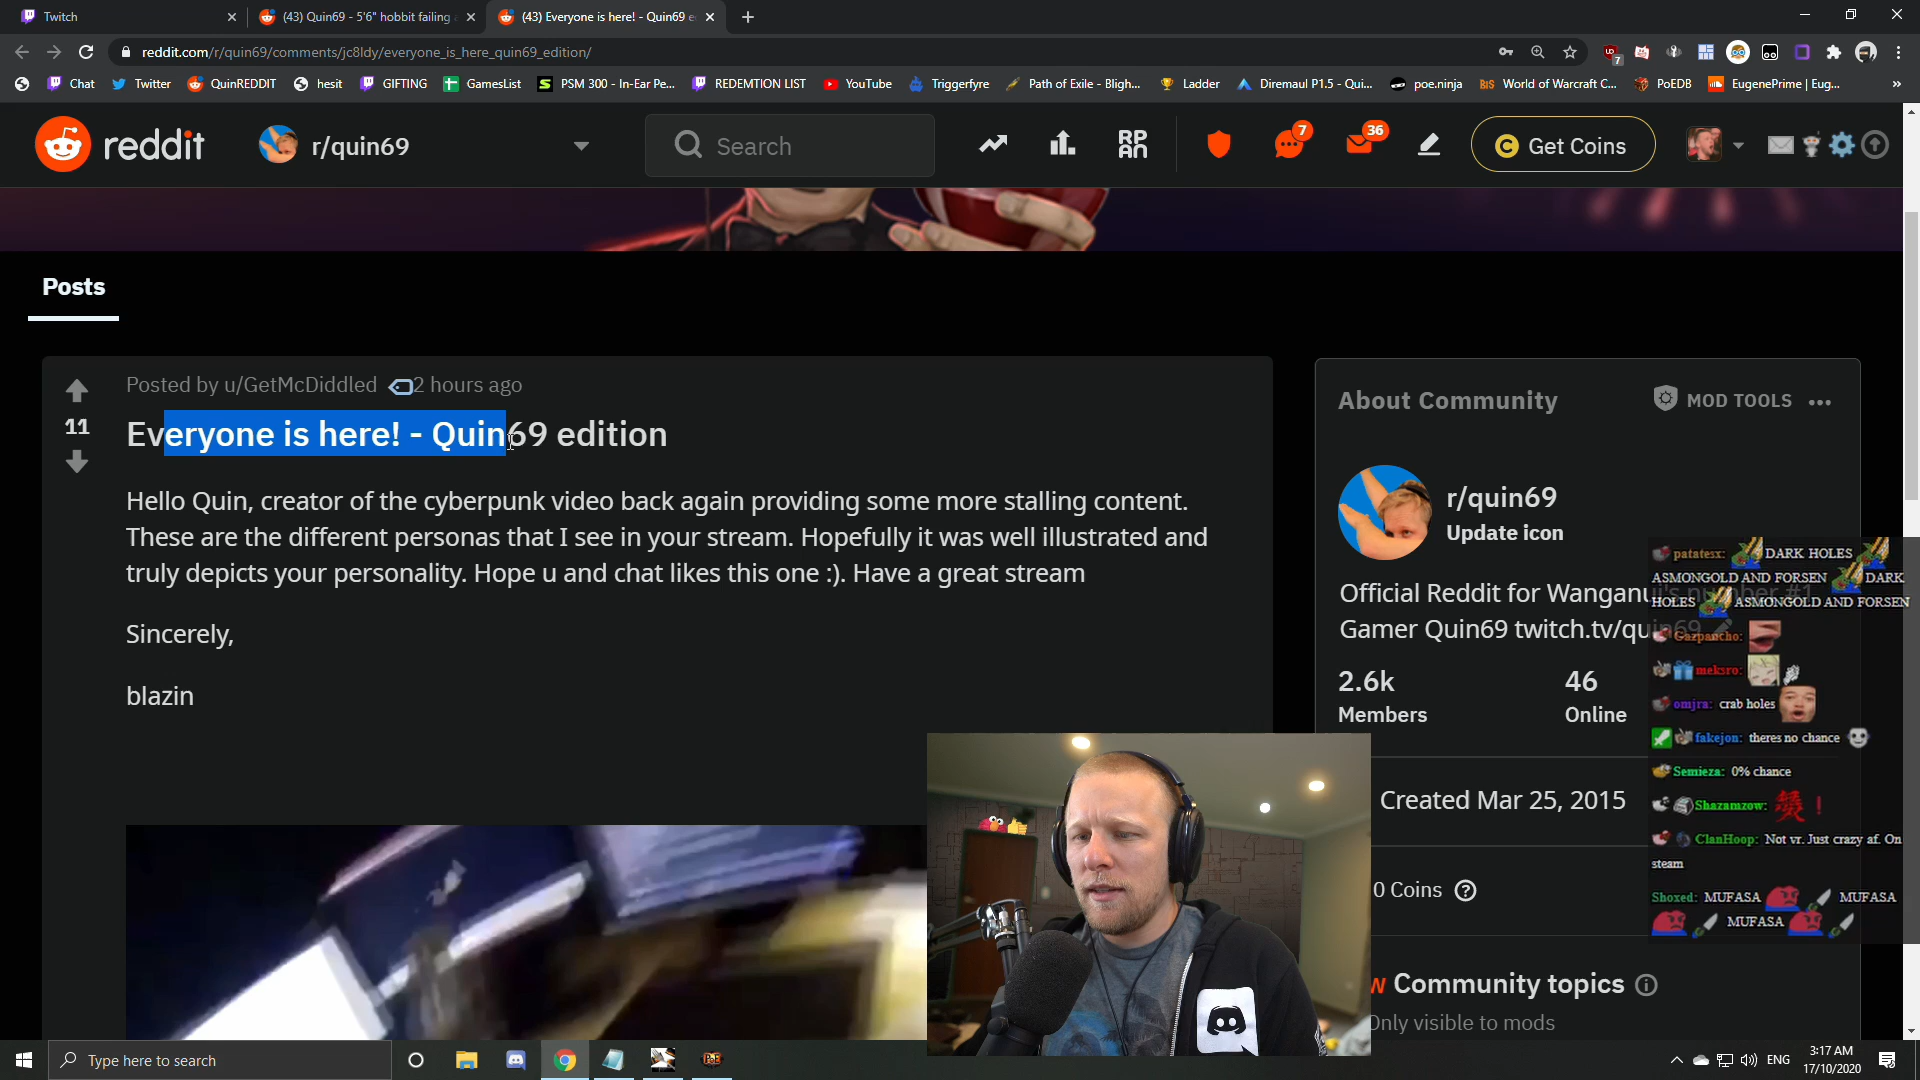 Twitch
(43) Quin69 - 5'6" hobbit failing
(43) Everyone is here! - Quin69 e
reddit.com/r/quin69/comments/jc8ldy/everyone_is_here_quin69_edition/
7
Chat
Twitter
QuinREDDIT
hesit
GIFTING
GamesList
PSM 300 - In-Ear Pe...
REDEMTION LIST
YouTube
Triggerfyre
Path of Exile - Bligh...
Ladder
Diremaul P1.5 - Qui...
poe.ninja
World of Warcraft C...
PoEDB
EugenePrime | Eug...
»
reddit
r/quin69
Search
RPAN
7
36
Get Coins
Posts
Posted by u/GetMcDiddled 2 hours ago
11
Everyone is here! - Quin69 edition
Hello Quin, creator of the cyberpunk video back again providing some more stalling content.
These are the different personas that I see in your stream. Hopefully it was well illustrated and
truly depicts your personality. Hope u and chat likes this one :). Have a great stream
Sincerely,
blazin
About Community
MOD TOOLS
r/quin69
Update icon
Official Reddit for Wanganui's number #1
Gamer Quin69 twitch.tv/quin69
2.6k
Members
46
Online
Created Mar 25, 2015
0 Coins
Community topics
Only visible to mods
patatesx: DARK HOLES
ASMONGOLD AND FORSEN DARK
HOLES ASMONGOLD AND FORSEN
Gazpancho:
meksro:
omjra: crab holes
fakejon: theres no chance
Semieza: 0% chance
Shazamzow:
ClanHoop: Not vr. Just crazy af. On
steam
Shoxed: MUFASA MUFASA
MUFASA
Type here to search
ENG
3:17 AM
17/10/2020